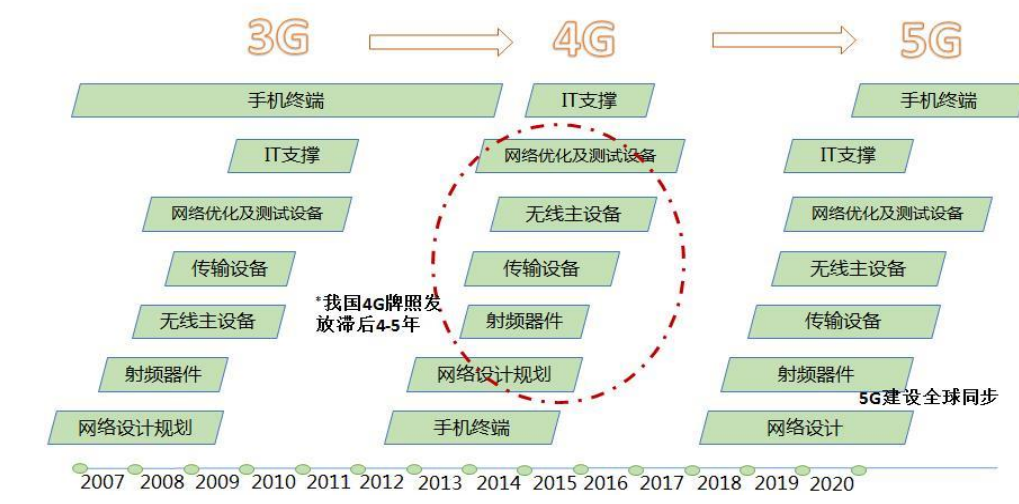 3G 4G 5G
手机终端 IT支撑 手机终端
IT支撑 网络优化及测试设备 IT支撑
网络优化及测试设备 无线主设备 网络优化及测试设备
传输设备 传输设备 无线主设备
*我国4G牌照发
放滞后4-5年
无线主设备 射频器件 传输设备
射频器件 网络设计规划 射频器件
5G建设全球同步
网络设计规划 手机终端 网络设计
2007 2008 2009 2010 2011 2012 2013 2014 2015 2016 2017 2018 2019 2020